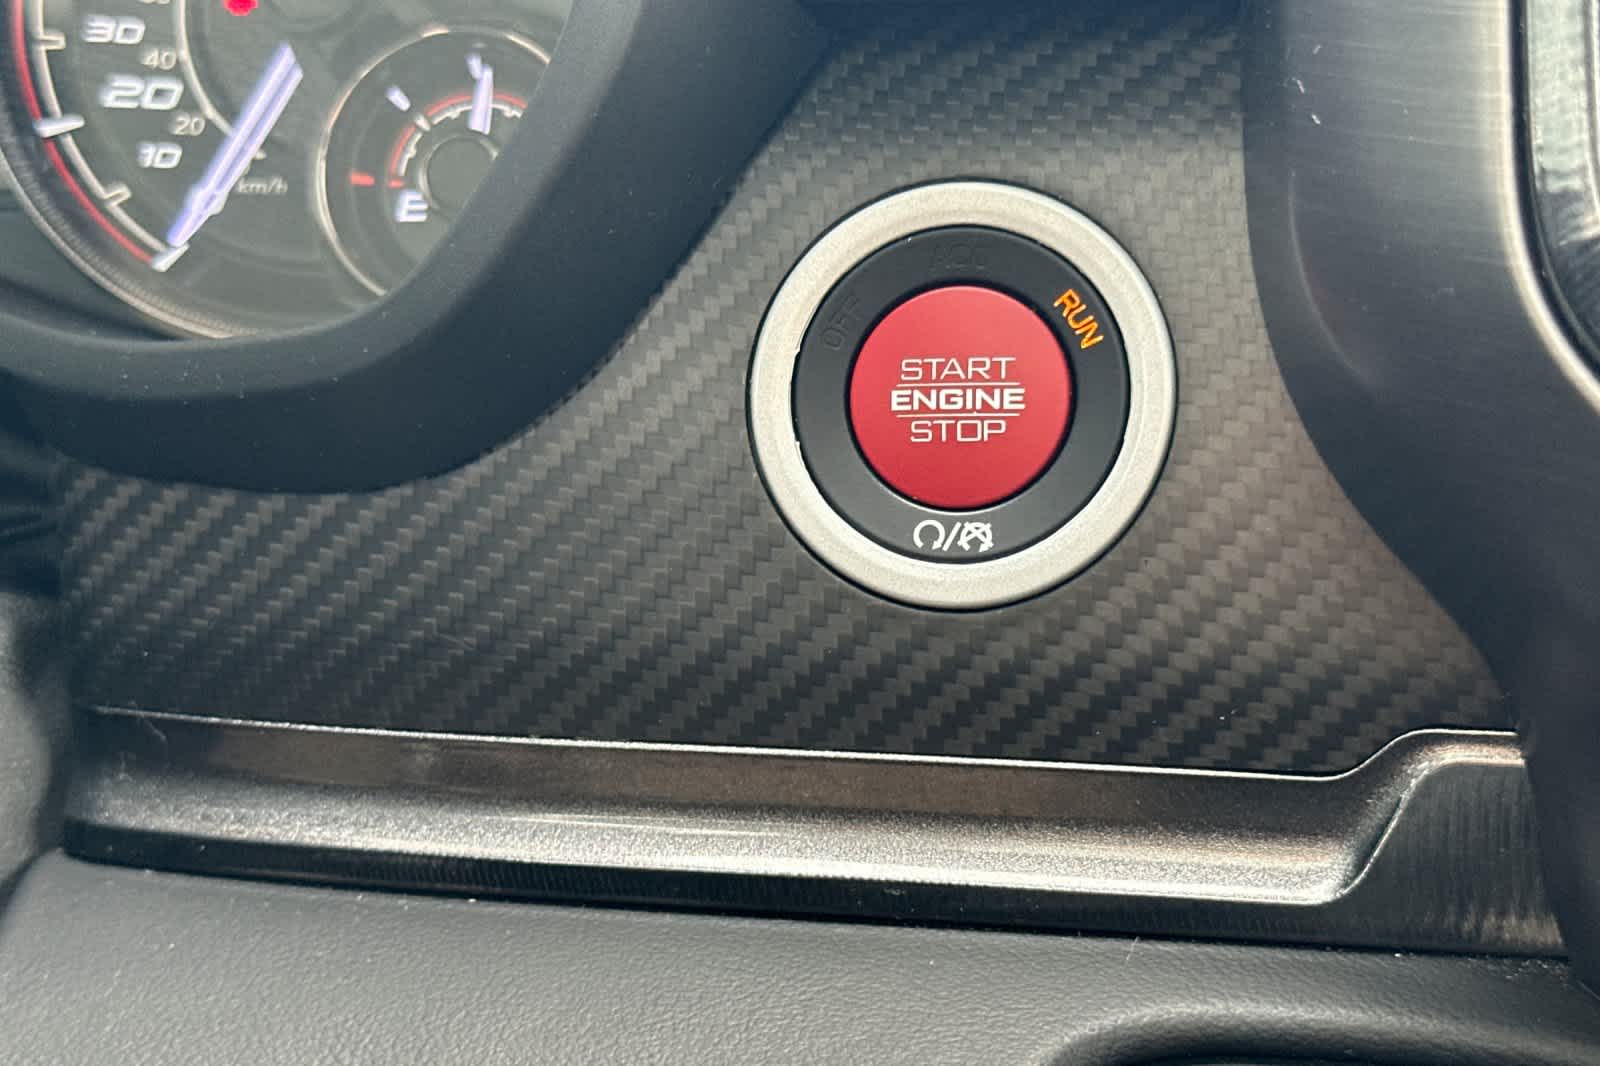 30
40
20
20
10
km/h
E
ACC
OFF
RUN
START
ENGINE
STOP